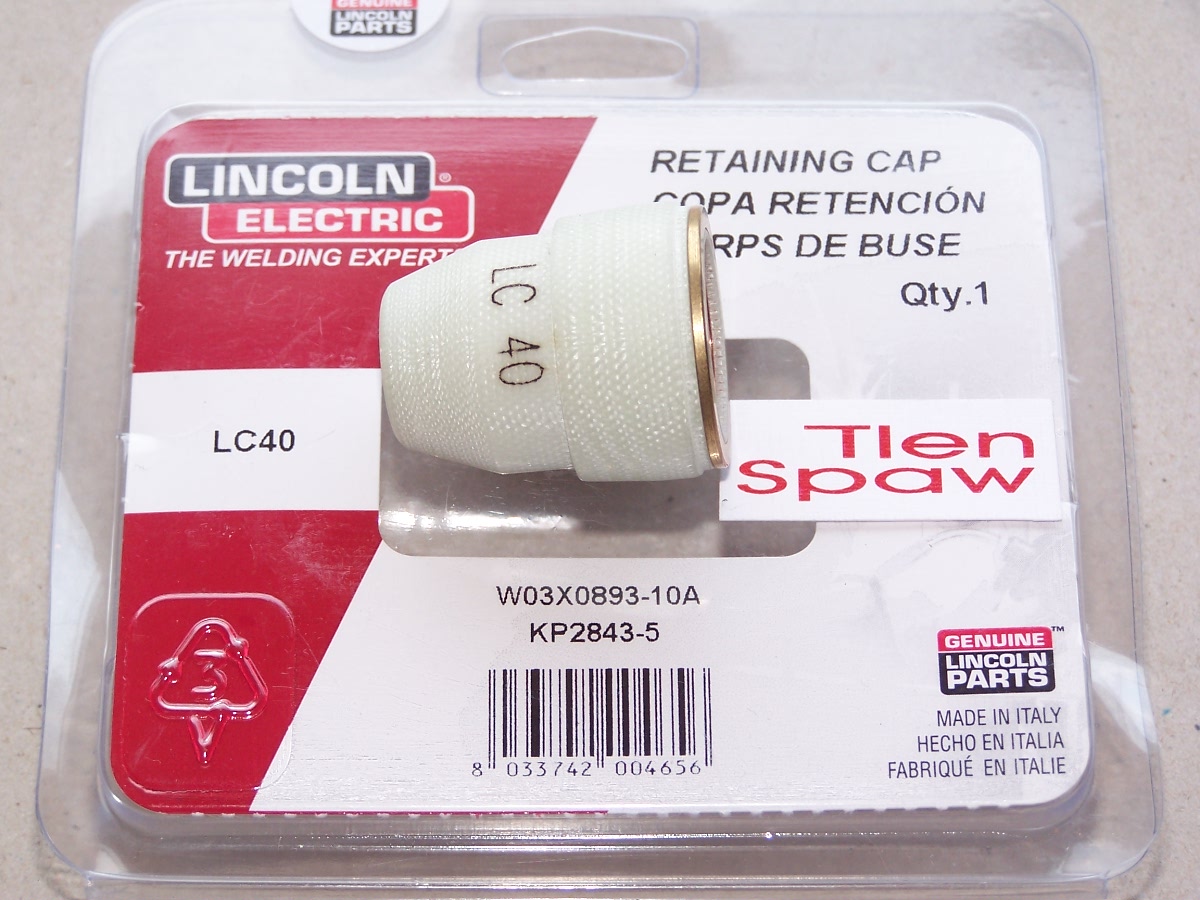 GENUINE
LINCOLN
PARTS
LINCOLN®
ELECTRIC
THE WELDING EXPERT
RETAINING CAP
COPA RETENCIÓN
RPS DE BUSE
Qty.1
LC 40
LC40
Tlen
Spaw
W03X0893-10A
KP2843-5
8 033742 004656
GENUINE™
LINCOLN
PARTS
MADE IN ITALY
HECHO EN ITALIA
FABRIQUÉ EN ITALIE
3
V